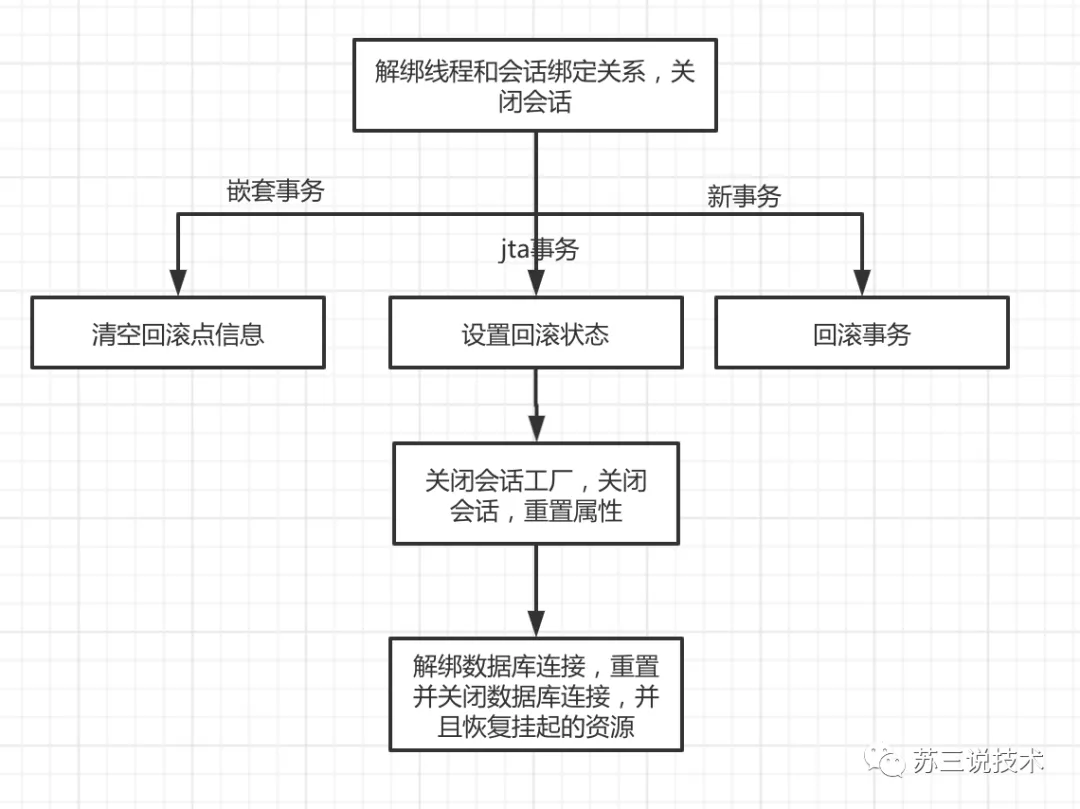 解绑线程和会话绑定关系，关
闭会话
嵌套事务
新事务
jta事务
清空回滚点信息
设置回滚状态
回滚事务
关闭会话工厂，关闭
会话，重置属性
解绑数据库连接，重置
并关闭数据库连接，并
且恢复挂起的资源
苏三说技术